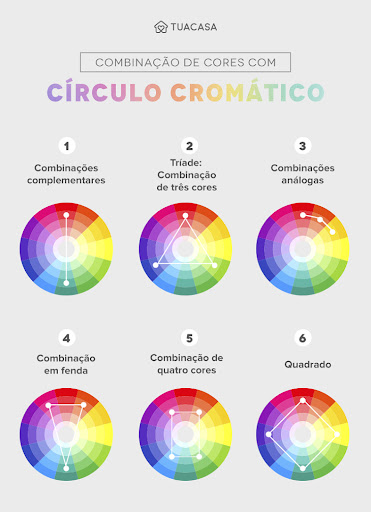 TUACASA
COMBINAÇÃO DE CORES COM
CÍRCULO CROMÁTICO
1
Combinações
complementares
2
Tríade:
Combinação
de três cores
3
Combinações
análogas
4
Combinação
em fenda
5
Combinação de
quatro cores
6
Quadrado